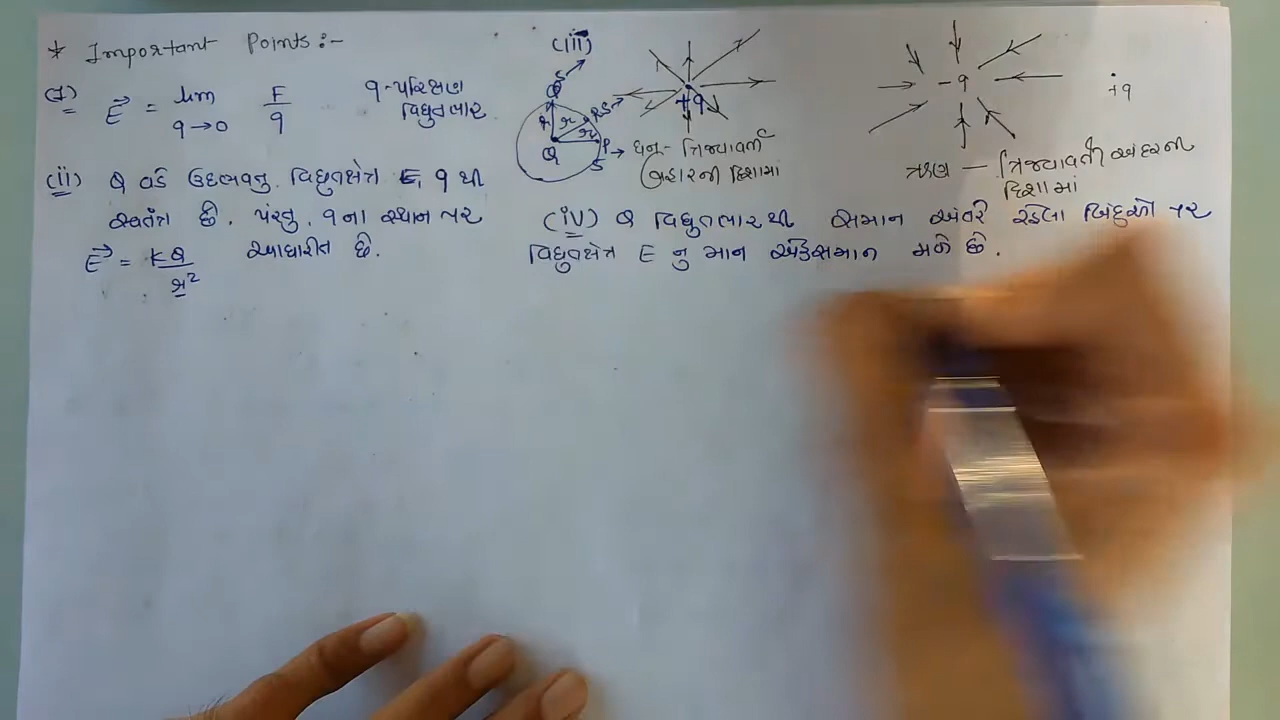 * Important Points :-
(i) E = lim q→0 F/q q-પરિક્ષણ વિદ્યુતભાર
(ii) Q વડે ઉદ્દભવતુ વિદ્યુતક્ષેત્ર E, q થી
સ્વતંત્ર છે. પરંતુ, q ના સ્થાન પર
E = kQ/r² આધારીત છે.
(iii)
Q r r P S R S S
+q
ધન - ત્રિજ્યાવર્તી
બહારની દિશામાં
-q
+q
ઋણ - ત્રિજ્યાવર્તી અંદરની
દિશામાં
(iv) Q વિદ્યુતભારથી સમાન અંતરે રહેલા બિંદુઓ પર
વિદ્યુતક્ષેત્ર E નુ માન એકસમાન મળે છે.